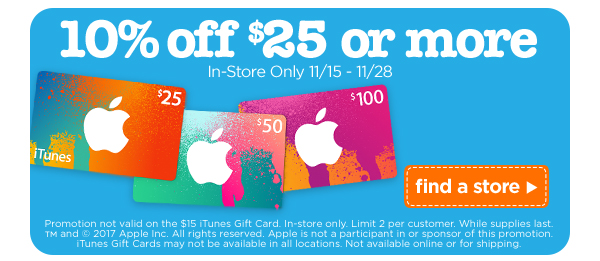 10% off $25 or more
In-Store Only 11/15 - 11/28
$25
$50
$100
iTunes
find a store ►
Promotion not valid on the $15 iTunes Gift Card. In-store only. Limit 2 per customer. While supplies last.
TM and © 2017 Apple Inc. All rights reserved. Apple is not a participant in or sponsor of this promotion.
iTunes Gift Cards may not be available in all locations. Not available online or for shipping.